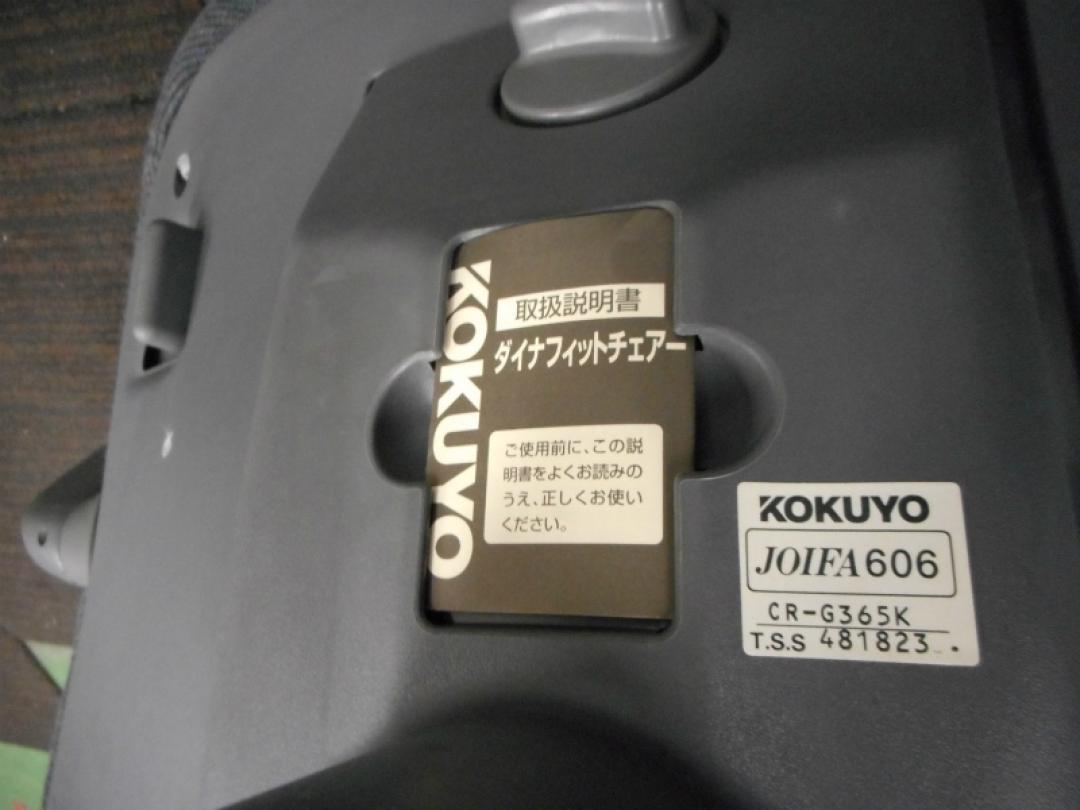 KOKUYO
取扱説明書
ダイナフィットチェアー
ご使用前に、この説
明書をよくお読みの
うえ、正しくお使い
ください。
KOKUYO
JOIFA606
CR-G365K
T.S.S 481823